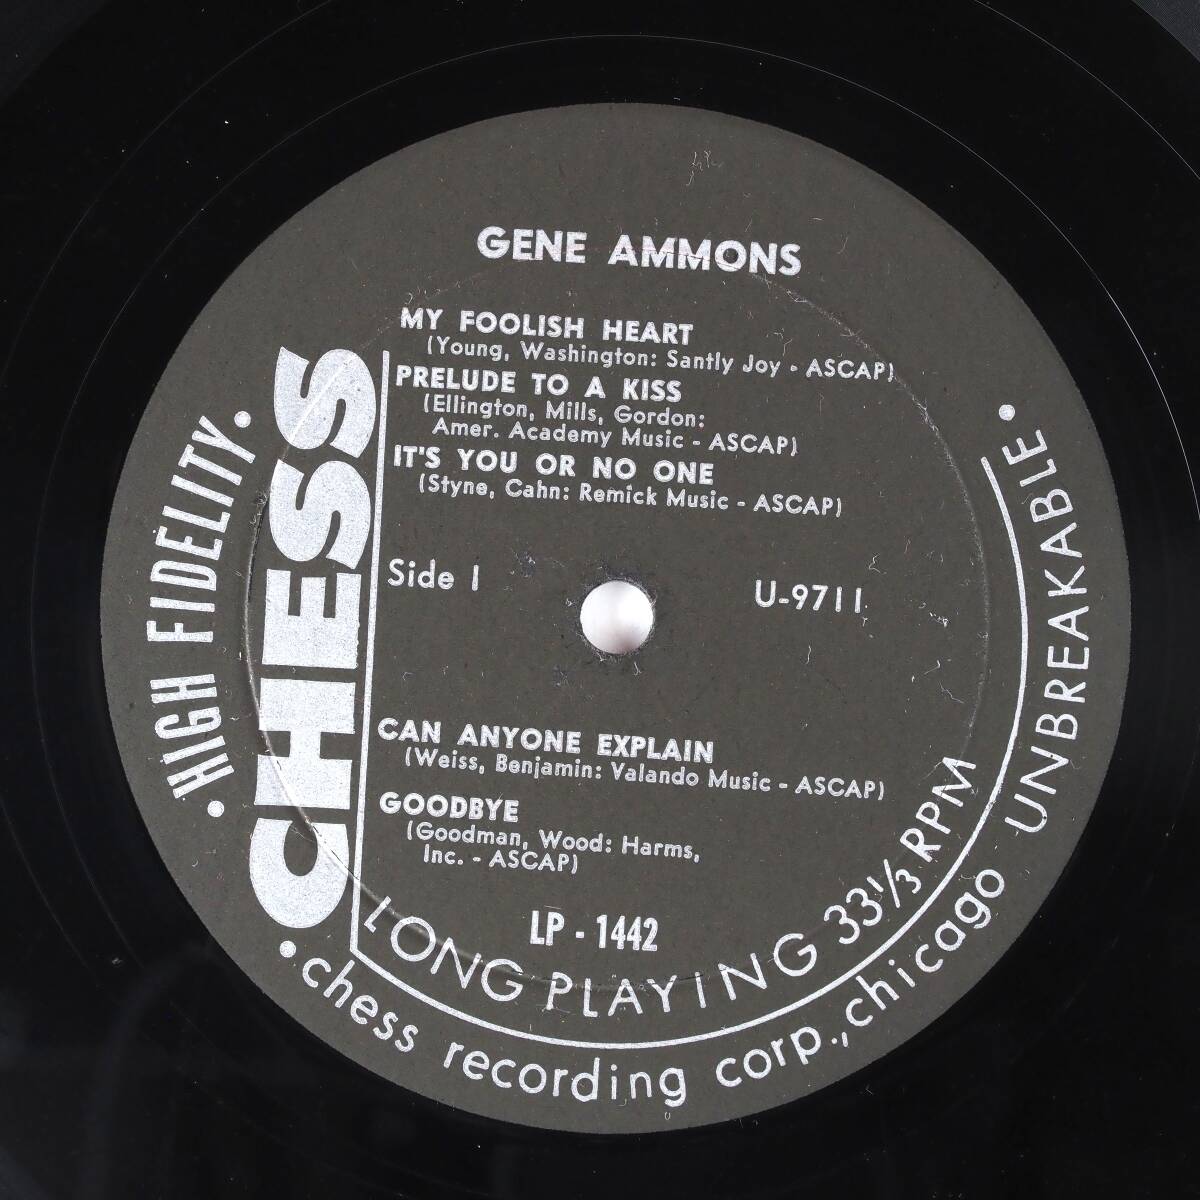 GENE AMMONS
MY FOOLISH HEART
(Young, Washington: Santly Joy - ASCAP)
PRELUDE TO A KISS
(Ellington, Mills, Gordon:
Amer. Academy Music - ASCAP)
IT'S YOU OR NO ONE
(Styne, Cahn: Remick Music - ASCAP)
Side 1
U-9711
CAN ANYONE EXPLAIN
(Weiss, Benjamin: Valando Music - ASCAP)
GOODBYE
(Goodman, Wood: Harms,
Inc. - ASCAP)
LP - 1442
LONG PLAYING 33⅓ RPM
CHESS
• HIGH FIDELITY •
• chess recording corp., chicago UNBREAKABLE •